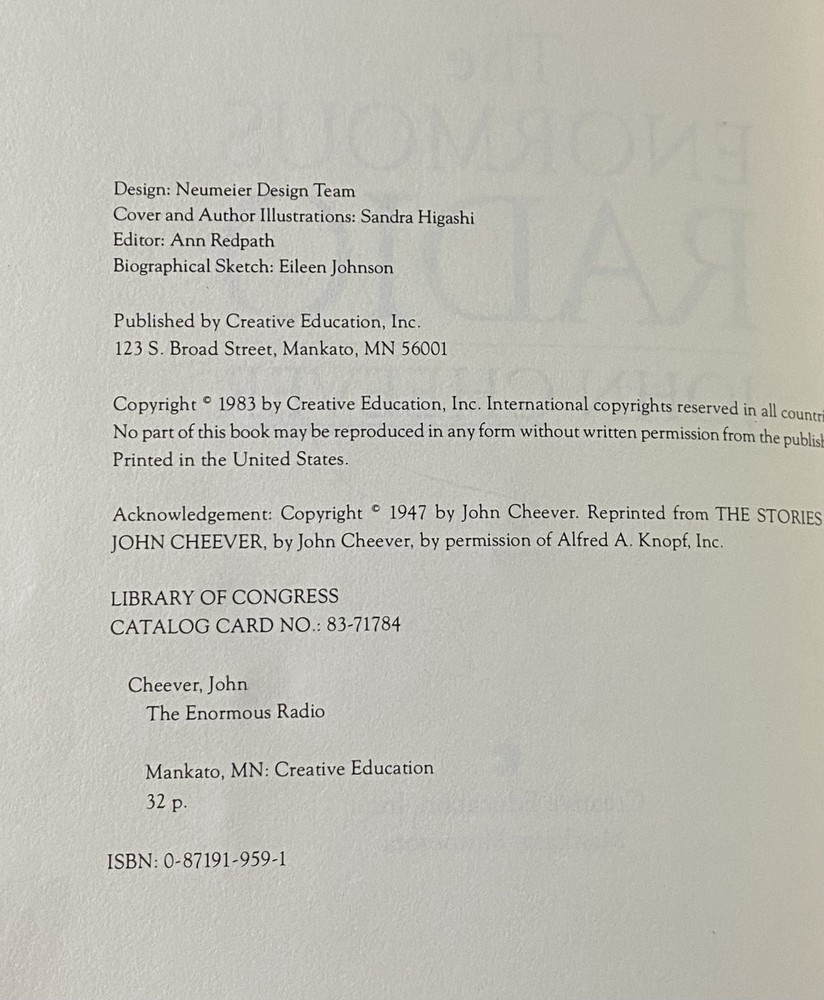 Design: Neumeier Design Team
Cover and Author Illustrations: Sandra Higashi
Editor: Ann Redpath
Biographical Sketch: Eileen Johnson
Published by Creative Education, Inc.
123 S. Broad Street, Mankato, MN 56001
Copyright © 1983 by Creative Education, Inc. International copyrights reserved in all countri
No part of this book may be reproduced in any form without written permission from the publish
Printed in the United States.
Acknowledgement: Copyright © 1947 by John Cheever. Reprinted from THE STORIES
JOHN CHEEVER, by John Cheever, by permission of Alfred A. Knopf, Inc.
LIBRARY OF CONGRESS
CATALOG CARD NO.: 83-71784
Cheever, John
The Enormous Radio
Mankato, MN: Creative Education
32 p.
ISBN: 0-87191-959-1